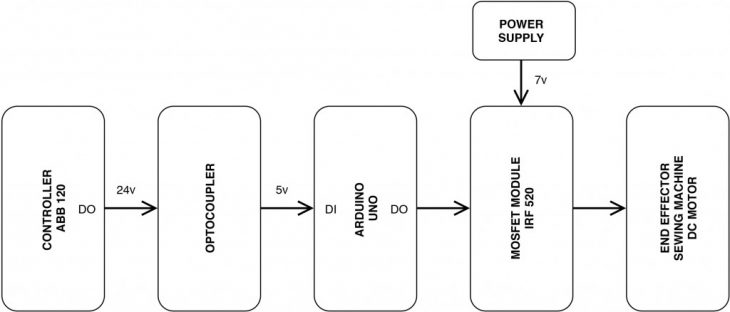 POWER
SUPPLY
7v
CONTROLLER
ABB 120
DO
24v
OPTOCOUPLER
5v
DI
ARDUINO
UNO
DO
MOSFET MODULE
IRF 520
END EFFECTOR
SEWING MACHINE
DC MOTOR